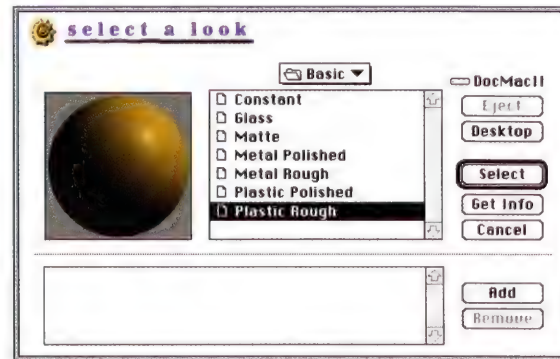 select a look
Basic
DocMac11
Constant
Glass
Matte
Metal Polished
Metal Rough
Plastic Polished
Plastic Rough
Eject
Desktop
Select
Get Info
Cancel
Add
Remove